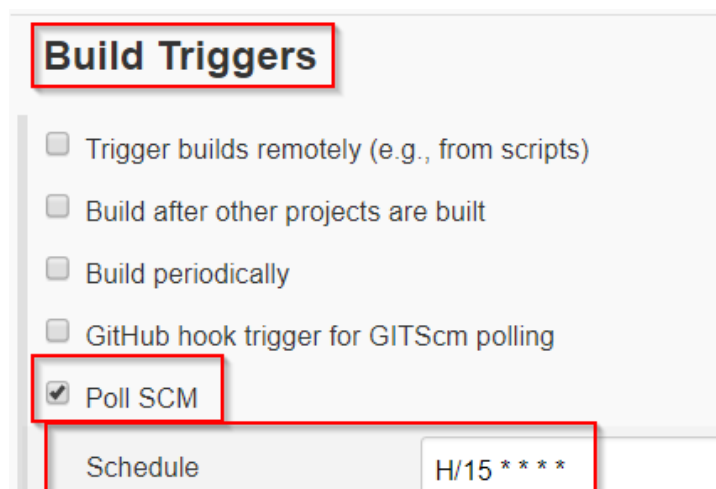 Build Triggers
Trigger builds remotely (e.g., from scripts)
Build after other projects are built
Build periodically
GitHub hook trigger for GITScm polling
Poll SCM
Schedule H/15 * * * *